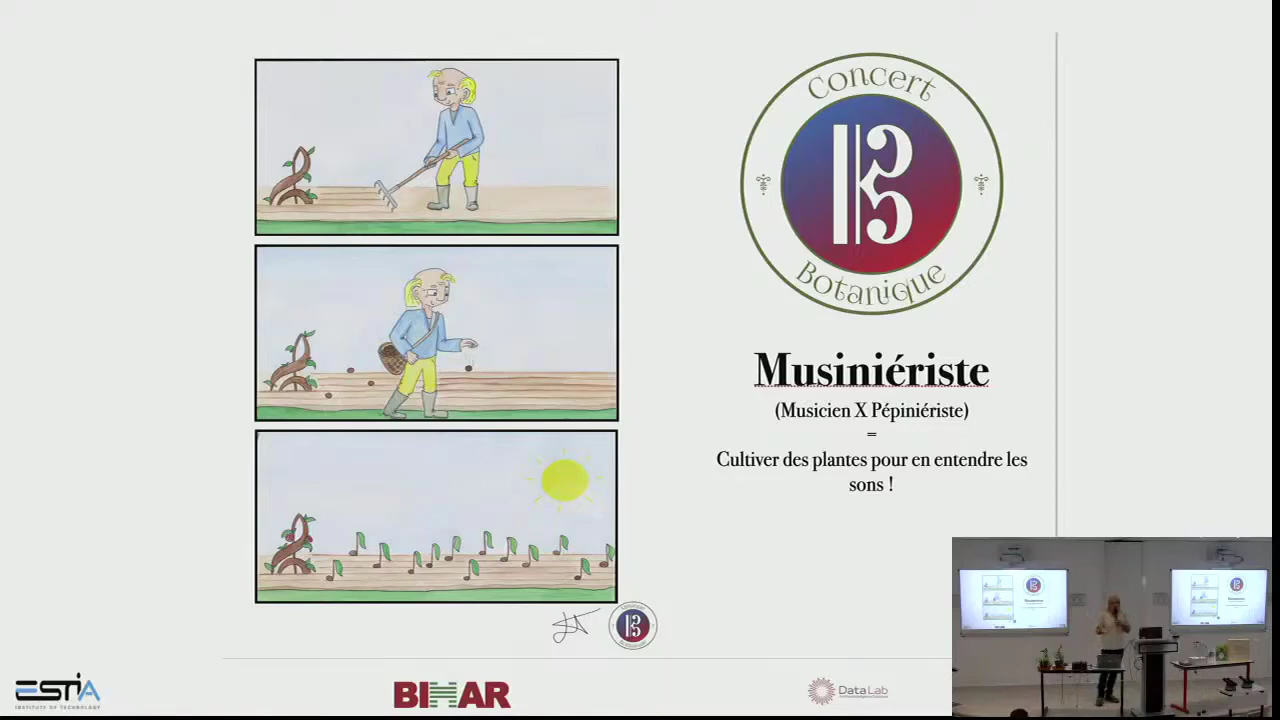 Concert
Botanique
Musiniériste
(Musicien X Pépiniériste)
=
Cultiver des plantes pour en entendre les
sons !
ESTIA
INSTITUTE OF TECHNOLOGY
BIHAR
DataLab